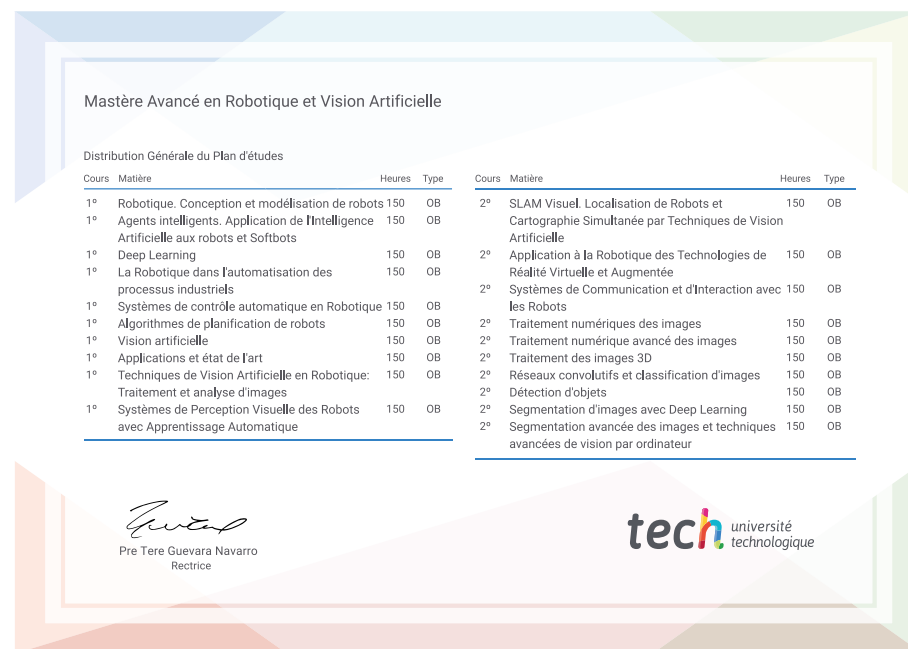 Mastère Avancé en Robotique et Vision Artificielle
Distribution Générale du Plan d'études
Cours Matière Heures Type
1º Robotique. Conception et modélisation de robots 150 OB
1º Agents intelligents. Application de l'Intelligence 150 OB
Artificielle aux robots et Softbots
1º Deep Learning 150 OB
1º La Robotique dans l'automatisation des 150 OB
processus industriels
1º Systèmes de contrôle automatique en Robotique 150 OB
1º Algorithmes de planification de robots 150 OB
1º Vision artificielle 150 OB
1º Applications et état de l'art 150 OB
1º Techniques de Vision Artificielle en Robotique: 150 OB
Traitement et analyse d'images
1º Systèmes de Perception Visuelle des Robots 150 OB
avec Apprentissage Automatique
Cours Matière Heures Type
2º SLAM Visuel. Localisation de Robots et 150 OB
Cartographie Simultanée par Techniques de Vision
Artificielle
2º Application à la Robotique des Technologies de 150 OB
Réalité Virtuelle et Augmentée
2º Systèmes de Communication et d'Interaction avec 150 OB
les Robots
2º Traitement numériques des images 150 OB
2º Traitement numérique avancé des images 150 OB
2º Traitement des images 3D 150 OB
2º Réseaux convolutifs et classification d'images 150 OB
2º Détection d'objets 150 OB
2º Segmentation d'images avec Deep Learning 150 OB
2º Segmentation avancée des images et techniques 150 OB
avancées de vision par ordinateur
Pre Tere Guevara Navarro
Rectrice
tech université
technologique